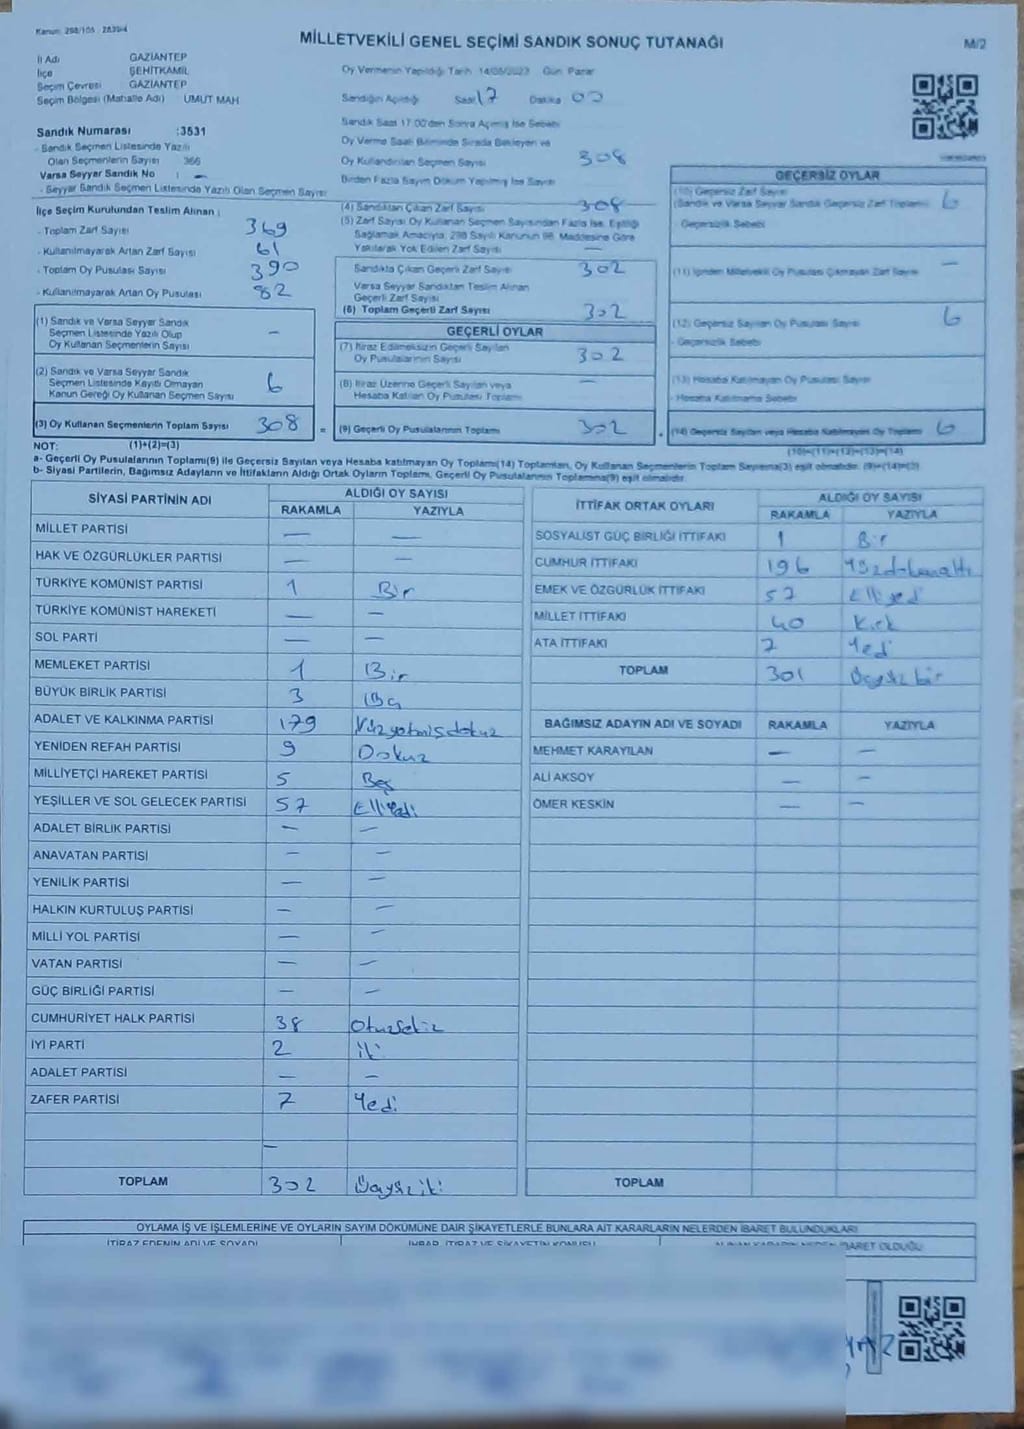 Kanun: 298/105 2839/4
MİLLETVEKİLİ GENEL SEÇİMİ SANDIK SONUÇ TUTANAĞI
M/2
İl Adı GAZİANTEP
İlçe ŞEHİTKAMİL
Seçim Çevresi GAZİANTEP
Seçim Bölgesi (Mahalle Adı) UMUT MAH
Oy Vermenin Yapıldığı Tarih 14/05/2023 Gün: Pazar
Sandığın Açıldığı Saat 17 Dakika 00
Sandık Saat 17:00'den Sonra Açılmış İse Sebebi
Sandık Numarası :3531
- Sandık Seçmen Listesinde Yazılı
Olan Seçmenlerin Sayısı 366
Varsa Seyyar Sandık No : —
- Seyyar Sandık Seçmen Listesinde Yazılı Olan Seçmen Sayısı
Oy Verme Saati Bitiminde Sırada Bekleyen ve
Oy Kullandırılan Seçmen Sayısı 308
Birden Fazla Sayım Döküm Yapılmış İse Sayısı
İlçe Seçim Kurulundan Teslim Alınan ;
- Toplam Zarf Sayısı 369
- Kullanılmayarak Artan Zarf Sayısı 61
- Toplam Oy Pusulası Sayısı 390
- Kullanılmayarak Artan Oy Pusulası 82
(4) Sandıktan Çıkan Zarf Sayısı 308
(5) Zarf Sayısı Oy Kullanan Seçmen Sayısından Fazla İse, Eşitliği
Sağlamak Amacıyla, 298 Sayılı Kanunun 98. Maddesine Göre
Yakılarak Yok Edilen Zarf Sayısı —
Sandıkta Çıkan Geçerli Zarf Sayısı 302
Varsa Seyyar Sandıktan Teslim Alınan
Geçerli Zarf Sayısı
(6) Toplam Geçerli Zarf Sayısı 302
GEÇERLİ OYLAR
(7) İtiraz Edilmeksizin Geçerli Sayılan
Oy Pusulalarının Sayısı 302
(8) İtiraz Üzerine Geçerli Sayılan veya
Hesaba Katılan Oy Pusulası Toplamı —
(9) Geçerli Oy Pusulalarının Toplamı 302
GEÇERSİZ OYLAR
(10) Geçersiz Zarf Sayısı
(Sandık ve Varsa Seyyar Sandık Geçersiz Zarf Toplamı) 6
Geçersizlik Sebebi
(11) İçinden Milletvekili Oy Pusulası Çıkmayan Zarf Sayısı —
(12) Geçersiz Sayılan Oy Pusulası Sayısı 6
- Geçersizlik Sebebi
(13) Hesaba Katılmayan Oy Pusulası Sayısı
- Hesaba Katılmama Sebebi
(14) Geçersiz Sayılan veya Hesaba Katılmayan Oy Toplamı 6
(10)+(11)+(12)+(13)=(14)
(1) Sandık ve Varsa Seyyar Sandık
Seçmen Listesinde Yazılı Olup
Oy Kullanan Seçmenlerin Sayısı —
(2) Sandık ve Varsa Seyyar Sandık
Seçmen Listesinde Kayıtlı Olmayan
Kanun Gereği Oy Kullanan Seçmen Sayısı 6
(3) Oy Kullanan Seçmenlerin Toplam Sayısı 308 =
NOT: (1)+(2)=(3)
a- Geçerli Oy Pusulalarının Toplamı(9) ile Geçersiz Sayılan veya Hesaba katılmayan Oy Toplamı(14) Toplamları, Oy Kullanan Seçmenlerin Toplam Sayısına(3) eşit olmalıdır. (9)+(14)=(3)
b- Siyasi Partilerin, Bağımsız Adayların ve İttifakların Aldığı Ortak Oyların Toplamı, Geçerli Oy Pusulalarının Toplamına(9) eşit olmalıdır.
SİYASİ PARTİNİN ADI ALDIĞI OY SAYISI
RAKAMLA YAZIYLA
MİLLET PARTİSİ — —
HAK VE ÖZGÜRLÜKLER PARTİSİ — —
TÜRKİYE KOMÜNİST PARTİSİ 1 Bir
TÜRKİYE KOMÜNİST HAREKETİ — —
SOL PARTİ — —
MEMLEKET PARTİSİ 1 Bir
BÜYÜK BİRLİK PARTİSİ 3
ADALET VE KALKINMA PARTİSİ 179 Yüzyetmişdokuz
YENİDEN REFAH PARTİSİ 9 Dokuz
MİLLİYETÇİ HAREKET PARTİSİ 5 Beş
YEŞİLLER VE SOL GELECEK PARTİSİ 57 Elliyedi
ADALET BİRLİK PARTİSİ — —
ANAVATAN PARTİSİ — —
YENİLİK PARTİSİ — —
HALKIN KURTULUŞ PARTİSİ — —
MİLLİ YOL PARTİSİ — —
VATAN PARTİSİ — —
GÜÇ BİRLİĞİ PARTİSİ — —
CUMHURİYET HALK PARTİSİ 38 Otuzsekiz
İYİ PARTİ 2 iki
ADALET PARTİSİ — —
ZAFER PARTİSİ 7 Yedi
—
TOPLAM 302 Üçyüziki
İTTİFAK ORTAK OYLARI ALDIĞI OY SAYISI
RAKAMLA YAZIYLA
SOSYALİST GÜÇ BİRLİĞİ İTTİFAKI 1 Bir
CUMHUR İTTİFAKI 196 Yüzdoksanaltı
EMEK VE ÖZGÜRLÜK İTTİFAKI 57 Elliyedi
MİLLET İTTİFAKI 40 Kırk
ATA İTTİFAKI 7 Yedi
TOPLAM 301 Üçyüz bir
BAĞIMSIZ ADAYIN ADI VE SOYADI RAKAMLA YAZIYLA
MEHMET KARAYILAN — —
ALİ AKSOY — —
ÖMER KESKİN — —
TOPLAM
OYLAMA İŞ VE İŞLEMLERİNE VE OYLARIN SAYIM DÖKÜMÜNE DAİR ŞİKAYETLERLE BUNLARA AİT KARARLARIN NELERDEN İBARET BULUNDUKLARI
İTİRAZ EDENİN ADI VE SOYADI İHBAR, İTİRAZ VE ŞİKAYETİN KONUSU ALINAN KARARIN NEDEN İBARET OLDUĞU